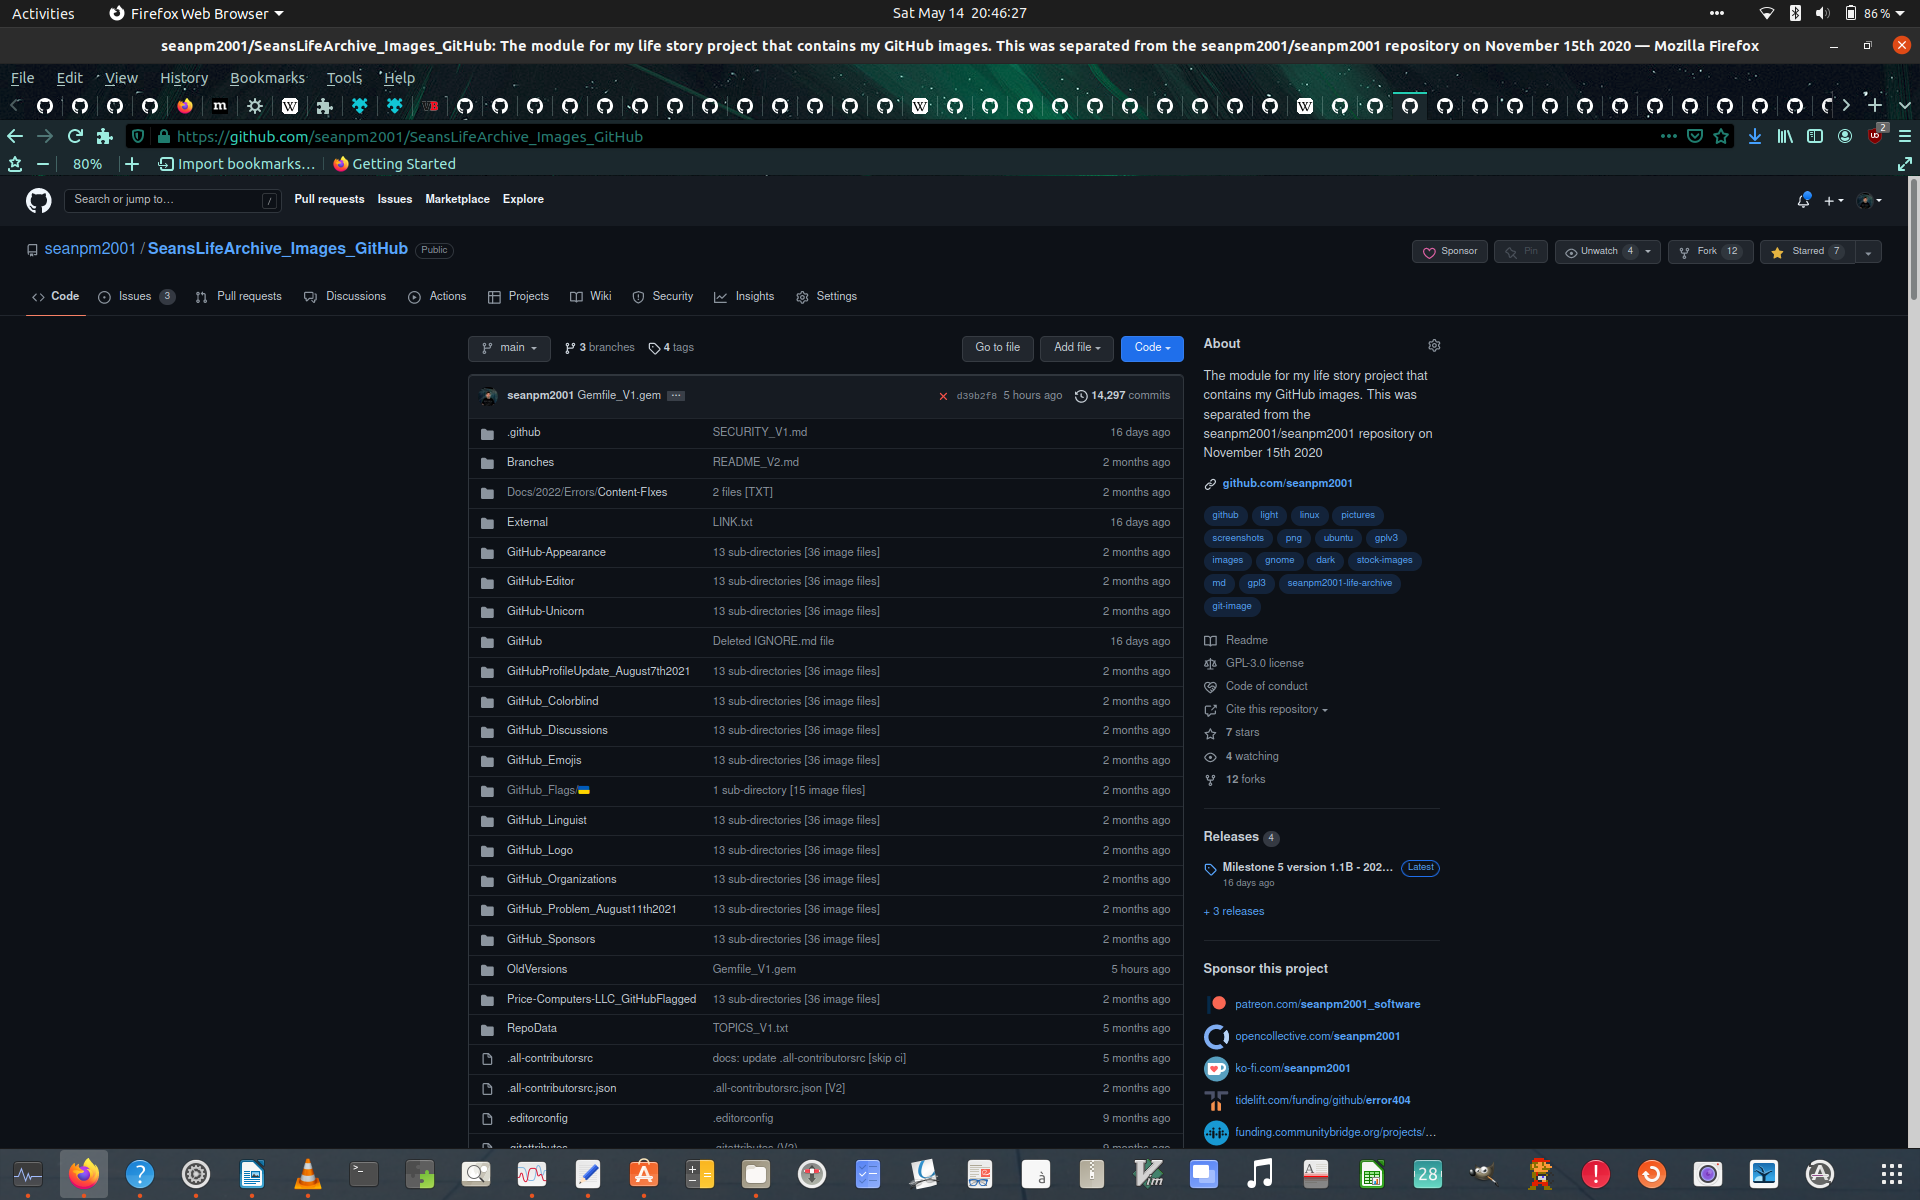 Activities
Firefox Web Browser
Sat May 14 20:46:27
86 %
seanpm2001/SeansLifeArchive_Images_GitHub: The module for my life story project that contains my GitHub images. This was separated from the seanpm2001/seanpm2001 repository on November 15th 2020 — Mozilla Firefox
File Edit View History Bookmarks Tools Help
https://github.com/seanpm2001/SeansLifeArchive_Images_GitHub
2
80%
Import bookmarks...
Getting Started
Search or jump to... /
Pull requests Issues Marketplace Explore
seanpm2001 / SeansLifeArchive_Images_GitHub Public
Sponsor Pin Unwatch 4 Fork 12 Starred 7
Code Issues 3 Pull requests Discussions Actions Projects Wiki Security Insights Settings
main 3 branches 4 tags Go to file Add file Code
seanpm2001 Gemfile_V1.gem ... d39b2f8 5 hours ago 14,297 commits
.github SECURITY_V1.md 16 days ago
Branches README_V2.md 2 months ago
Docs/2022/Errors/Content-FIxes 2 files [TXT] 2 months ago
External LINK.txt 16 days ago
GitHub-Appearance 13 sub-directories [36 image files] 2 months ago
GitHub-Editor 13 sub-directories [36 image files] 2 months ago
GitHub-Unicorn 13 sub-directories [36 image files] 2 months ago
GitHub Deleted IGNORE.md file 16 days ago
GitHubProfileUpdate_August7th2021 13 sub-directories [36 image files] 2 months ago
GitHub_Colorblind 13 sub-directories [36 image files] 2 months ago
GitHub_Discussions 13 sub-directories [36 image files] 2 months ago
GitHub_Emojis 13 sub-directories [36 image files] 2 months ago
GitHub_Flags/🇺🇦 1 sub-directory [15 image files] 2 months ago
GitHub_Linguist 13 sub-directories [36 image files] 2 months ago
GitHub_Logo 13 sub-directories [36 image files] 2 months ago
GitHub_Organizations 13 sub-directories [36 image files] 2 months ago
GitHub_Problem_August11th2021 13 sub-directories [36 image files] 2 months ago
GitHub_Sponsors 13 sub-directories [36 image files] 2 months ago
OldVersions Gemfile_V1.gem 5 hours ago
Price-Computers-LLC_GitHubFlagged 13 sub-directories [36 image files] 2 months ago
RepoData TOPICS_V1.txt 5 months ago
.all-contributorsrc docs: update .all-contributorsrc [skip ci] 5 months ago
.all-contributorsrc.json .all-contributorsrc.json [V2] 2 months ago
.editorconfig .editorconfig 9 months ago
.gitattributes .gitattributes (V2) 9 months ago
About
The module for my life story project that
contains my GitHub images. This was
separated from the
seanpm2001/seanpm2001 repository on
November 15th 2020
github.com/seanpm2001
github light linux pictures
screenshots png ubuntu gplv3
images gnome dark stock-images
md gpl3 seanpm2001-life-archive
git-image
Readme
GPL-3.0 license
Code of conduct
Cite this repository
7 stars
4 watching
12 forks
Releases 4
Milestone 5 version 1.1B - 202... Latest
16 days ago
+ 3 releases
Sponsor this project
patreon.com/seanpm2001_software
opencollective.com/seanpm2001
ko-fi.com/seanpm2001
tidelift.com/funding/github/error404
funding.communitybridge.org/projects/...
28